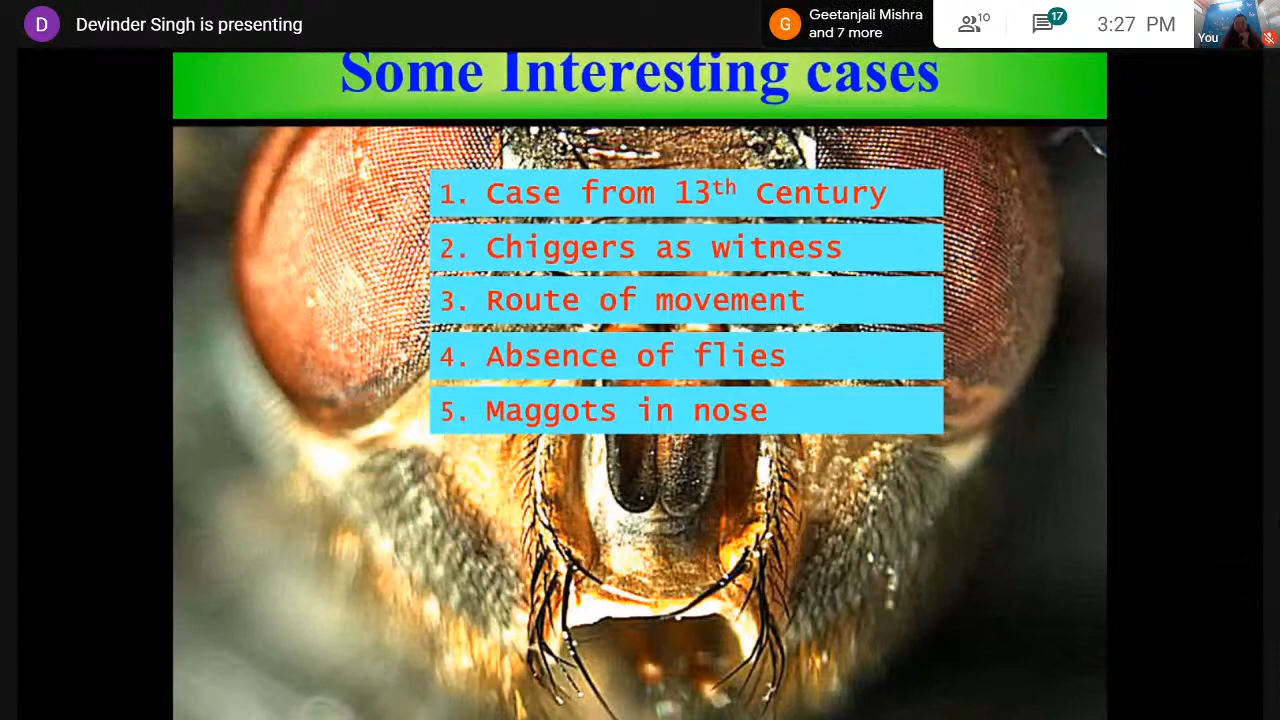 D
Devinder Singh is presenting
G
Geetanjali Mishra
and 7 more
10
17
3:27 PM
You
Some Interesting cases
1. Case from 13th Century
2. Chiggers as witness
3. Route of movement
4. Absence of flies
5. Maggots in nose